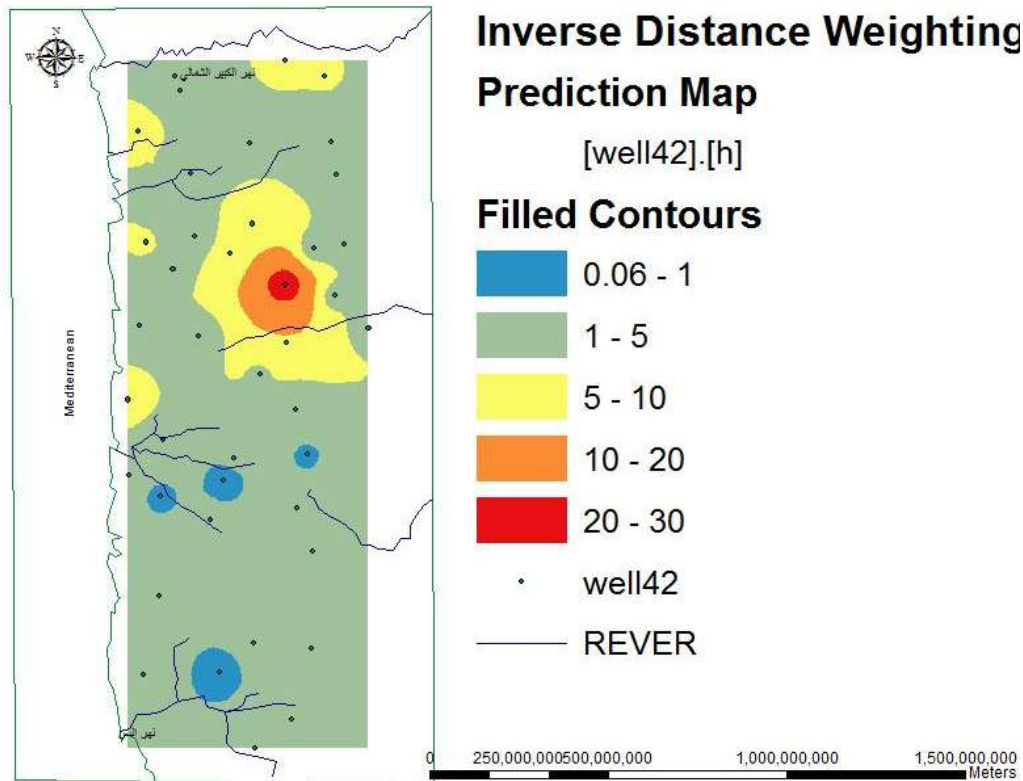 Inverse Distance Weighting
Prediction Map
[well42].[h]
Filled Contours
0.06 - 1
1 - 5
5 - 10
10 - 20
20 - 30
well42
REVER
N
W
E
S
نهر الكبير الشمالي
Mediterranean
نهر
0 250,000,000500,000,000 1,000,000,000 1,500,000,000
Meters